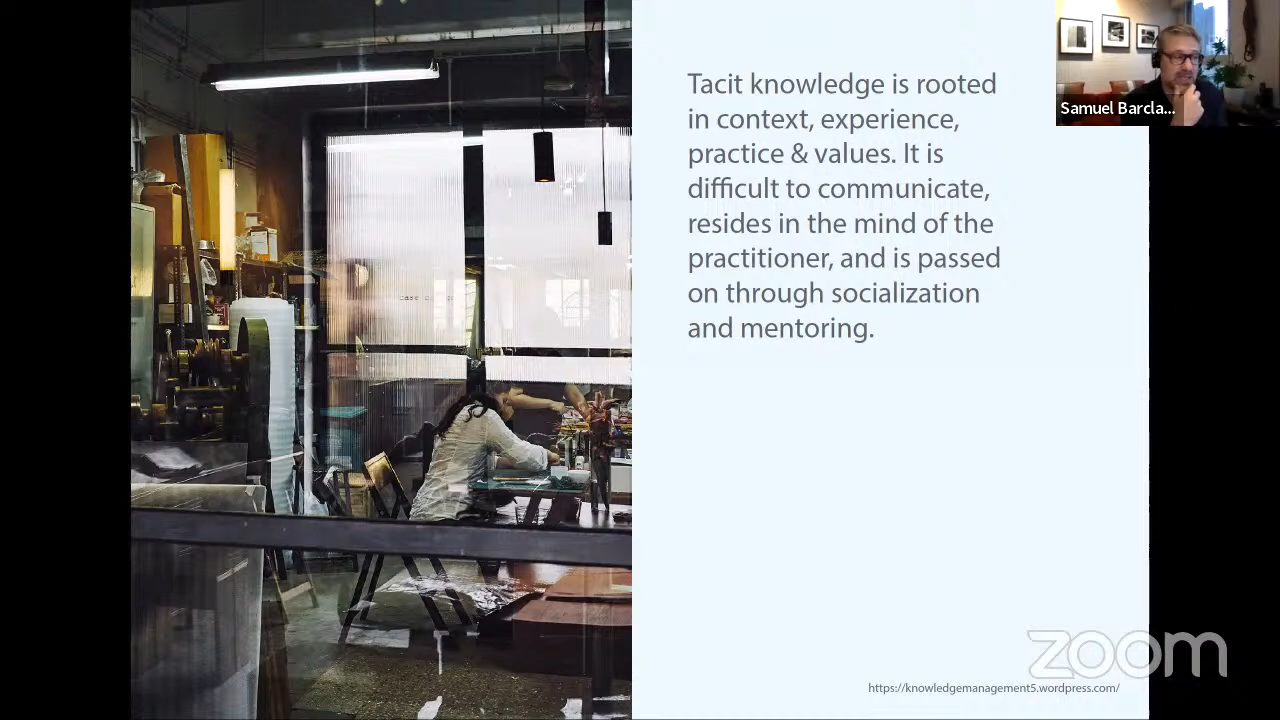 Tacit knowledge is rooted
in context, experience,
practice & values. It is
difficult to communicate,
resides in the mind of the
practitioner, and is passed
on through socialization
and mentoring.
Samuel Barcla...
zoom
https://knowledgemanagement5.wordpress.com/